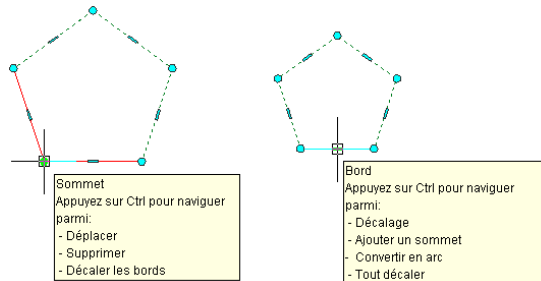 Sommet
Appuyez sur Ctrl pour naviguer
parmi:
- Déplacer
- Supprimer
- Décaler les bords
Bord
Appuyez sur Ctrl pour naviguer
parmi:
- Décalage
- Ajouter un sommet
- Convertir en arc
- Tout décaler